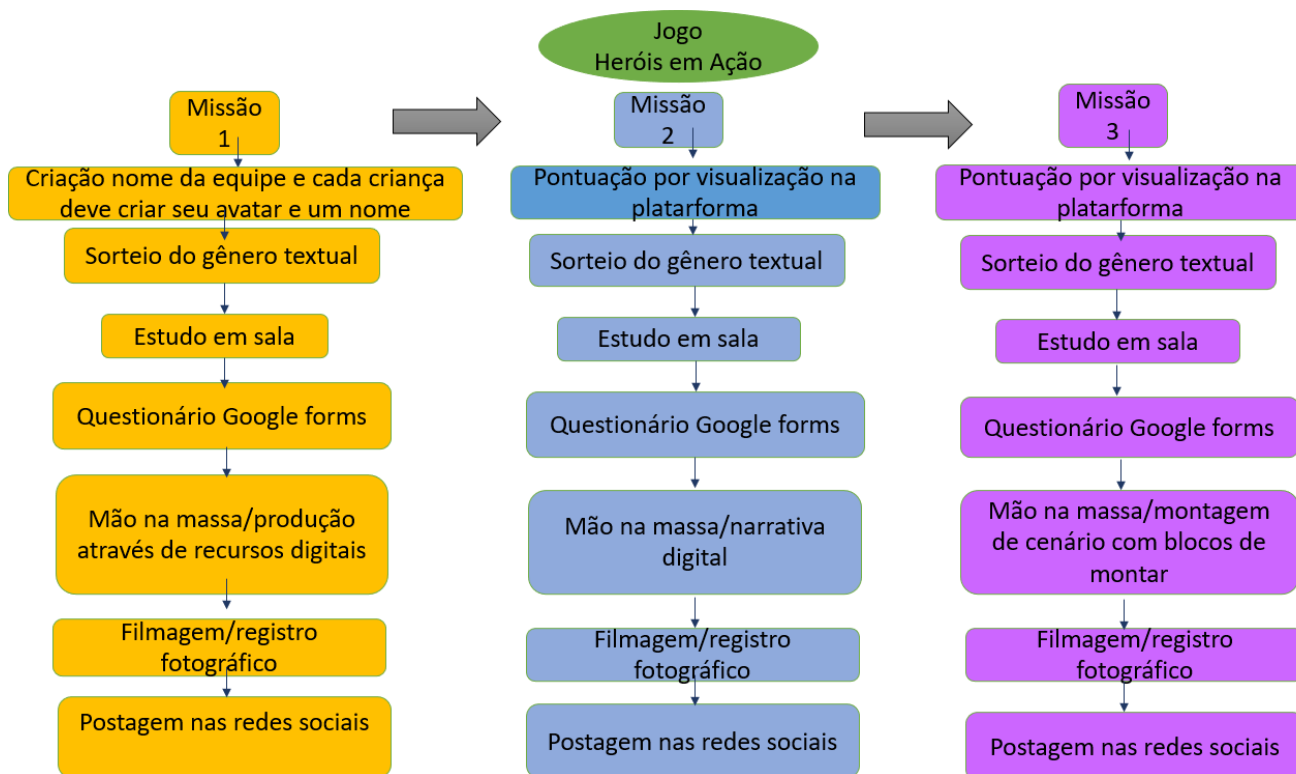 Jogo
Heróis em Ação
Missão
1
Criação nome da equipe e cada criança
deve criar seu avatar e um nome
Sorteio do gênero textual
Estudo em sala
Questionário Google forms
Mão na massa/produção
através de recursos digitais
Filmagem/registro
fotográfico
Postagem nas redes sociais
Missão
2
Pontuação por visualização na
platarforma
Sorteio do gênero textual
Estudo em sala
Questionário Google forms
Mão na massa/narrativa
digital
Filmagem/registro
fotográfico
Postagem nas redes sociais
Missão
3
Pontuação por visualização na
platarforma
Sorteio do gênero textual
Estudo em sala
Questionário Google forms
Mão na massa/montagem
de cenário com blocos de
montar
Filmagem/registro
fotográfico
Postagem nas redes sociais